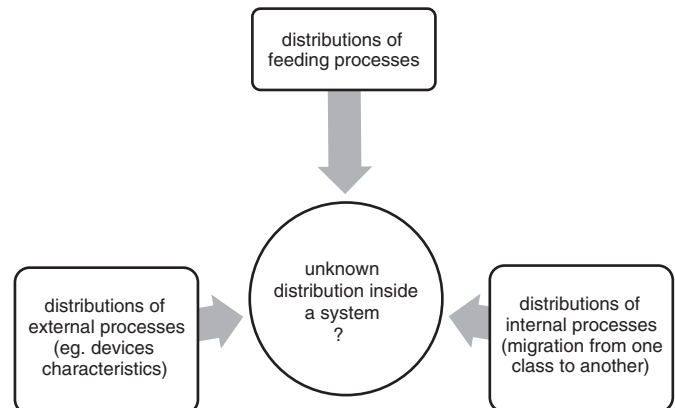 distributions of
feeding processes
unknown
distribution inside
a system
?
distributions of
external processes
(eg. devices
characteristics)
distributions of
internal processes
(migration from one
class to another)